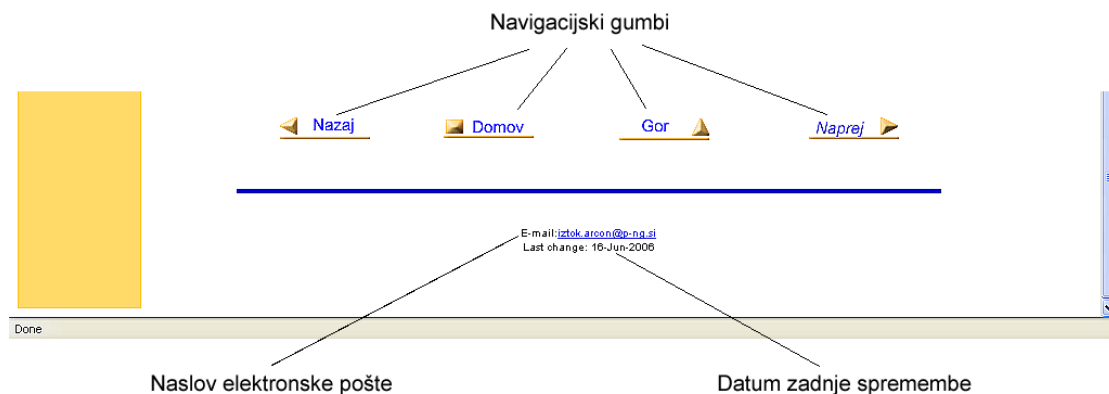 Navigacijski gumbi
Nazaj
Domov
Gor
Naprej
E-mail:iztok.arcon@p-ng.si
Last change: 16-Jun-2006
Done
Naslov elektronske pošte
Datum zadnje spremembe